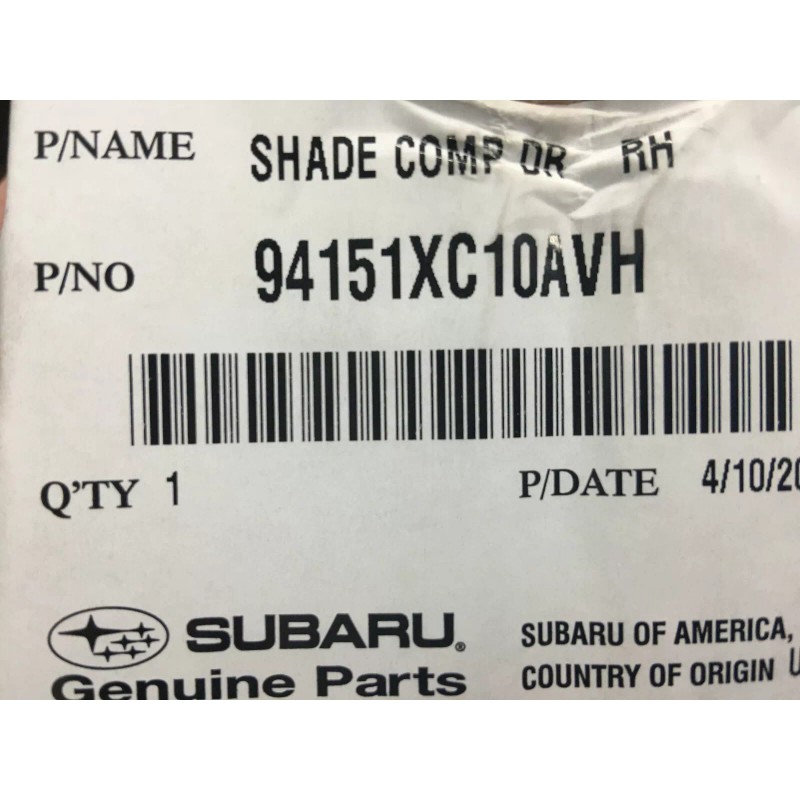 P/NAME SHADE COMP DR RH
P/NO 94151XC10AVH
Q'TY 1 P/DATE 4/10/20
SUBARU®
Genuine Parts
SUBARU OF AMERICA,
COUNTRY OF ORIGIN U